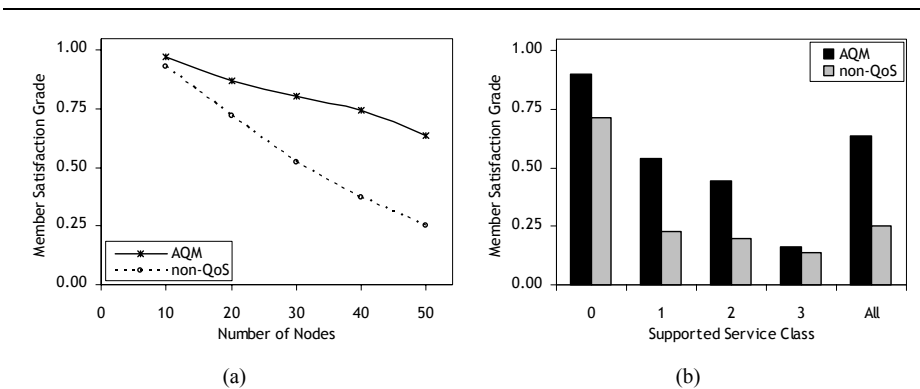 1.00
0.75
0.50
0.25
0.00
Member Satisfaction Grade
AQM
non-QoS
0 10 20 30 40 50
Number of Nodes
(a)
1.00
0.75
0.50
0.25
0.00
Member Satisfaction Grade
AQM
non-QoS
0 1 2 3 All
Supported Service Class
(b)